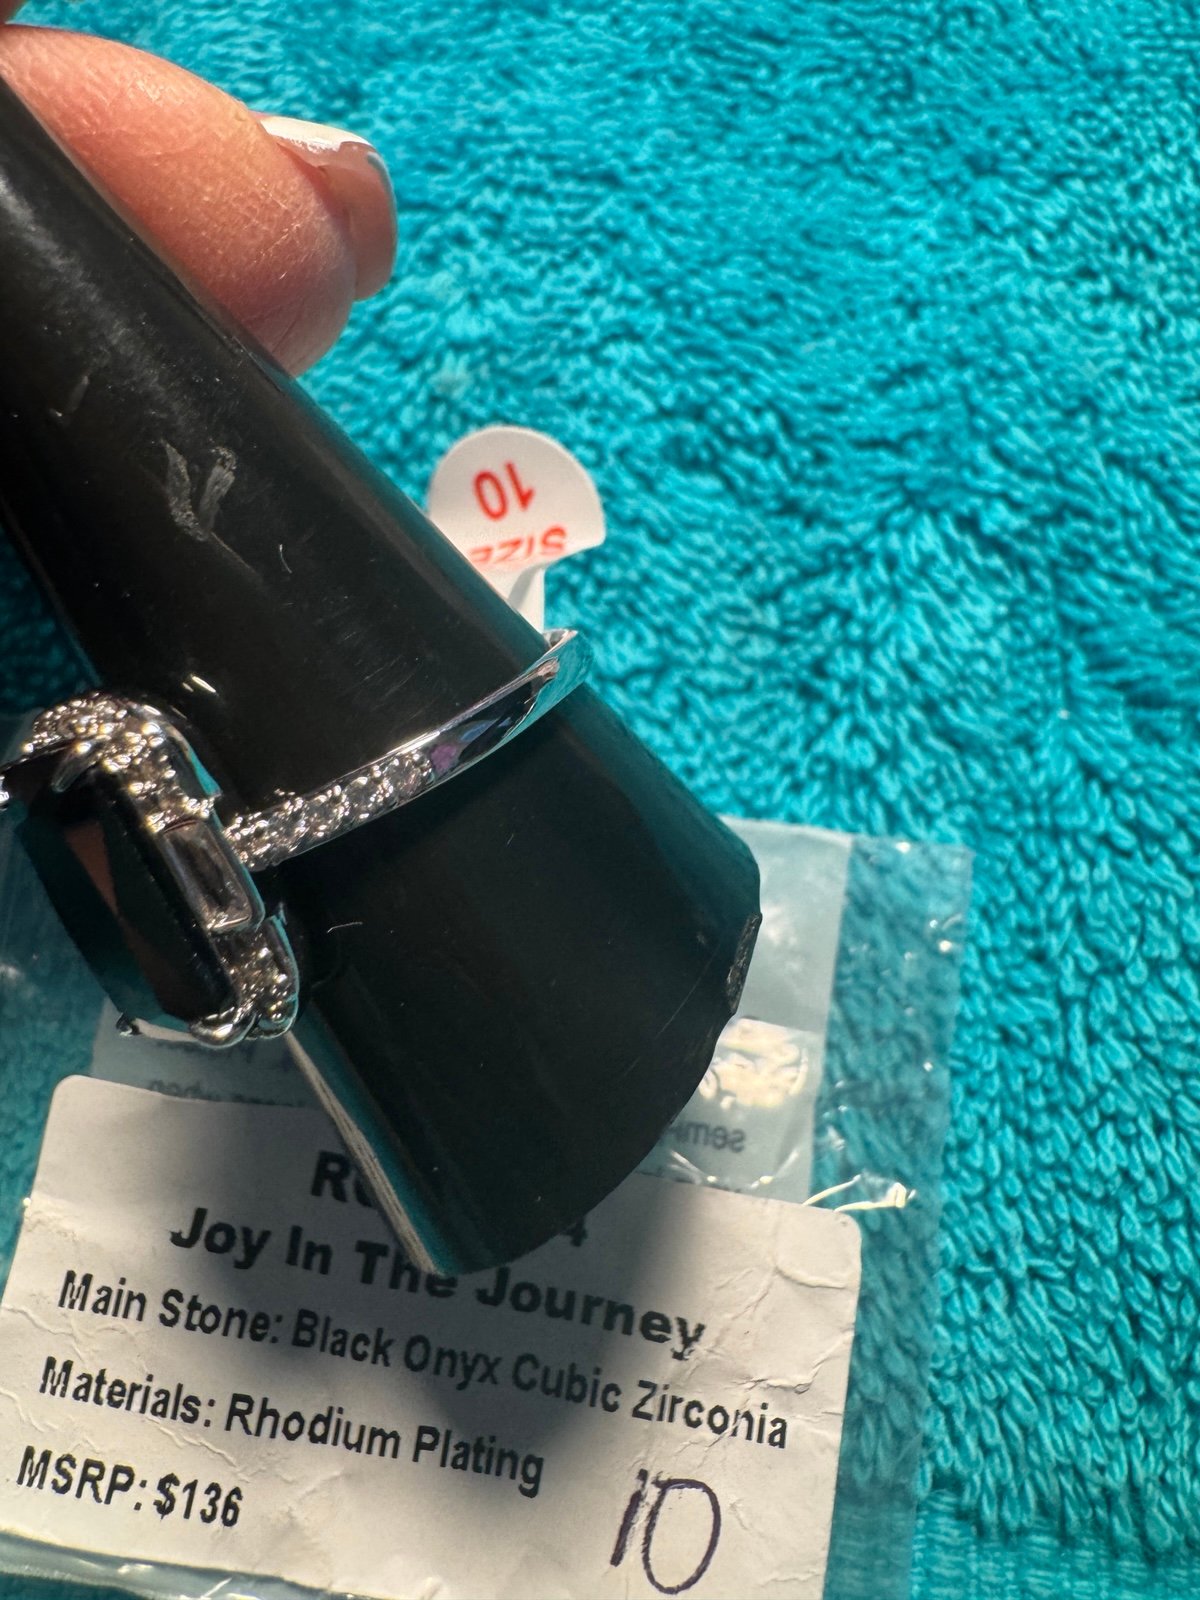 10
SIZE
Joy In The Journey
Main Stone: Black Onyx Cubic Zirconia
Materials: Rhodium Plating
MSRP: $136
10